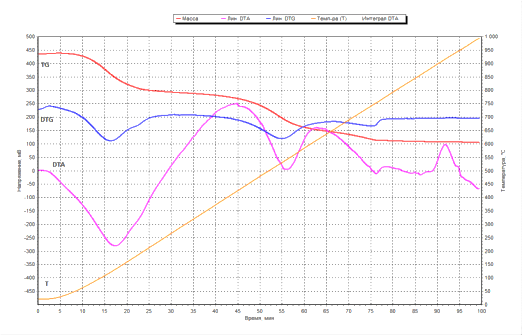 Масса Лин. DTA Лин. DTG Темп-ра (T) Интеграл DTA
500 1 000
450 950
400 900
350 850
300 800
250 750
200 700
150 650
100 600
50 550
0 500
-50 450
-100 400
-150 350
-200 300
-250 250
-300 200
-350 150
-400 100
-450 50
0
TG
DTG
DTA
T
Напряжение, мВ
Температура, °C
0 5 10 15 20 25 30 35 40 45 50 55 60 65 70 75 80 85 90 95 100
Время, мин